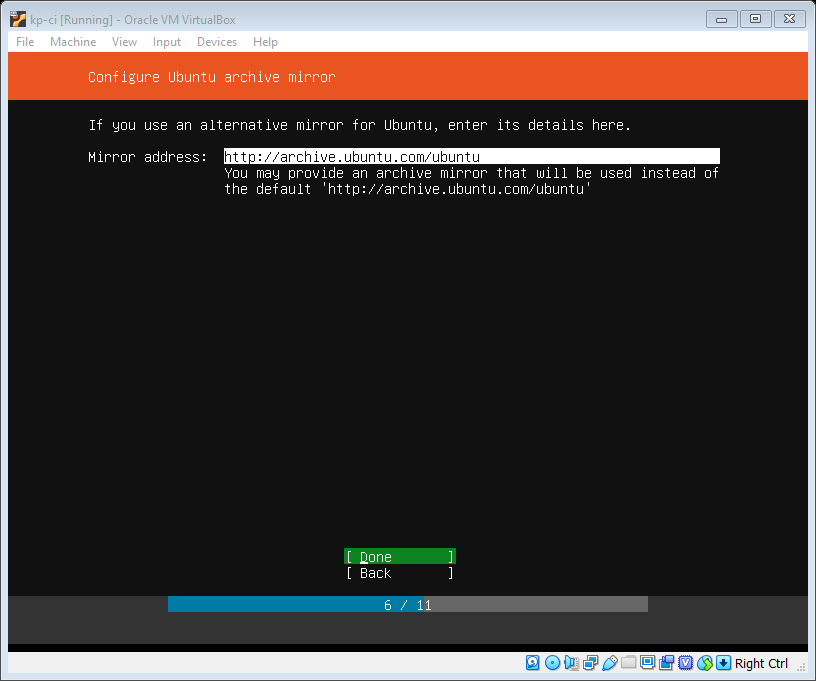 kp-ci [Running] - Oracle VM VirtualBox
File Machine View Input Devices Help
Configure Ubuntu archive mirror
If you use an alternative mirror for Ubuntu, enter its details here.
Mirror address: http://archive.ubuntu.com/ubuntu
You may provide an archive mirror that will be used instead of
the default 'http://archive.ubuntu.com/ubuntu'
[ Done ]
[ Back ]
6 / 11
Right Ctrl